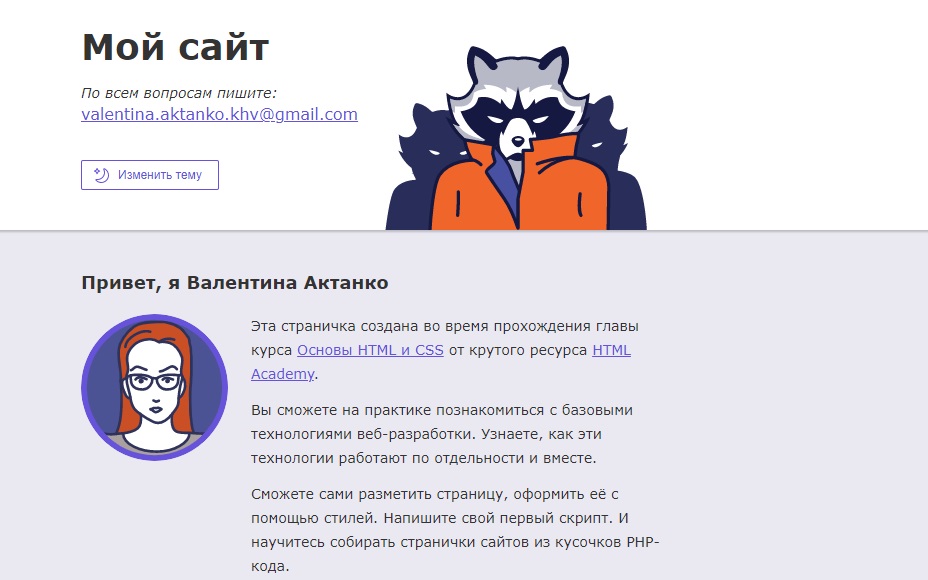 Мой сайт
По всем вопросам пишите:
valentina.aktanko.khv@gmail.com
Изменить тему
Привет, я Валентина Актанко
Эта страничка создана во время прохождения главы
курса Основы HTML и CSS от крутого ресурса HTML
Academy.
Вы сможете на практике познакомиться с базовыми
технологиями веб-разработки. Узнаете, как эти
технологии работают по отдельности и вместе.
Сможете сами разметить страницу, оформить её с
помощью стилей. Напишите свой первый скрипт. И
научитесь собирать странички сайтов из кусочков PHP-
кода.